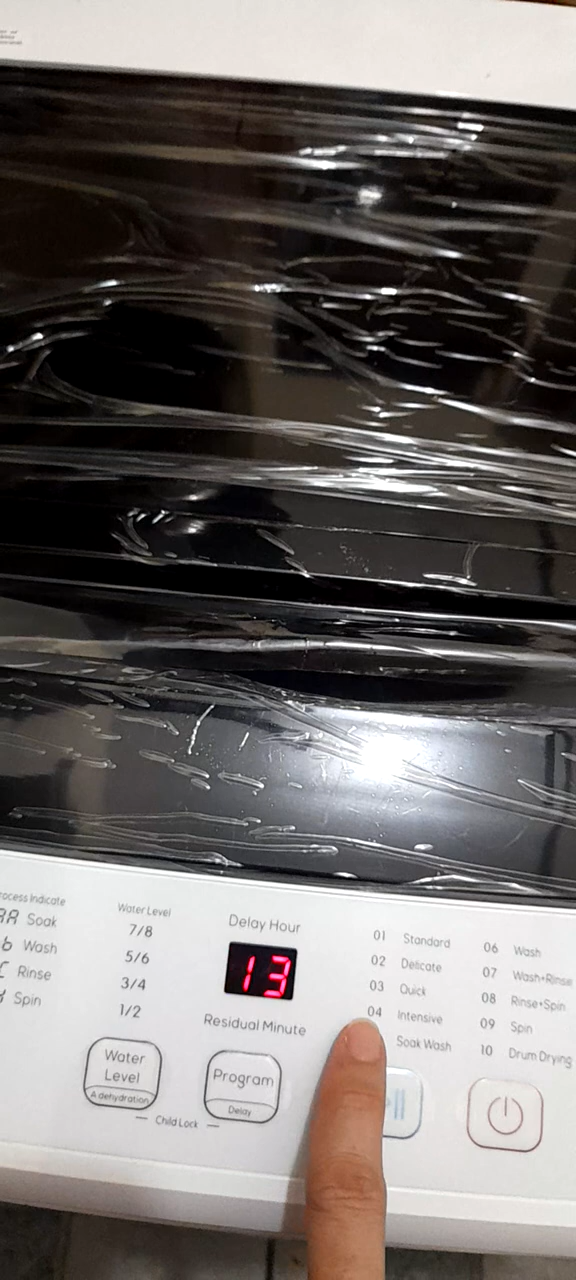 rocess Indicate
Soak
Wash
Rinse
Spin
Water Level
7/8
5/6
3/4
1/2
Delay Hour
13
Residual Minute
01 Standard
02 Delicate
03 Quick
04 Intensive
Soak Wash
06 Wash
07 Wash+Rinse
08 Rinse+Spin
09 Spin
10 Drum Drying
Water
Level
A dehydration
Program
Delay
Child Lock